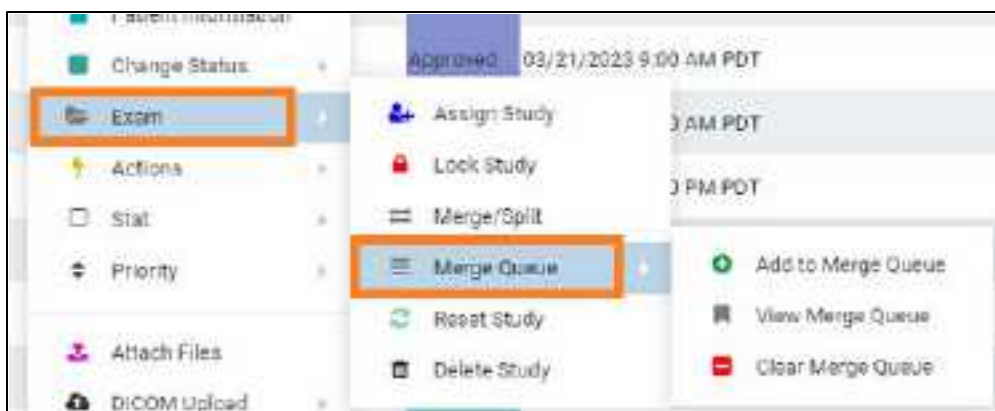 Patient Information
Change Status
Exam
Actions
Stat
Priority
Attach Files
DICOM Upload
Approved 03/21/2023 9:00 AM PDT
AM PDT
PM PDT
Assign Study
Lock Study
Merge/Split
Merge Queue
Reset Study
Delete Study
Add to Merge Queue
View Merge Queue
Clear Merge Queue